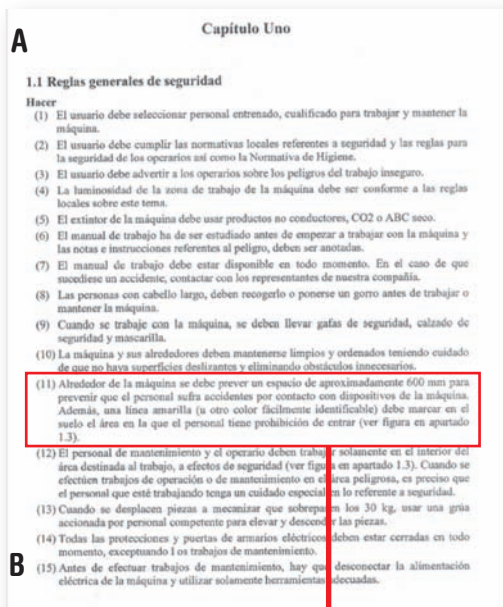 A
Capítulo Uno
1.1 Reglas generales de seguridad
Hacer
(1) El usuario debe seleccionar personal entrenado, cualificado para trabajar y mantener la
máquina.
(2) El usuario debe cumplir las normativas locales referentes a seguridad y las reglas para
la seguridad de los operarios así como la Normativa de Higiene.
(3) El usuario debe advertir a los operarios sobre los peligros del trabajo inseguro.
(4) La luminosidad de la zona de trabajo de la máquina debe ser conforme a las reglas
locales sobre este tema.
(5) El extintor de la máquina debe usar productos no conductores, CO2 o ABC seco.
(6) El manual de trabajo ha de ser estudiado antes de empezar a trabajar con la máquina y
las notas e instrucciones referentes al peligro, deben ser anotadas.
(7) El manual de trabajo debe estar disponible en todo momento. En el caso de que
sucediese un accidente, contactar con los representantes de nuestra compañía.
(8) Las personas con cabello largo, deben recogerlo o ponerse un gorro antes de trabajar o
mantener la máquina.
(9) Cuando se trabaje con la máquina, se deben llevar gafas de seguridad, calzado de
seguridad y mascarilla.
(10) La máquina y sus alrededores deben mantenerse limpios y ordenados teniendo cuidado
de que no haya superficies deslizantes y eliminando obstáculos innecesarios.
(11) Alrededor de la máquina se debe prever un espacio de aproximadamente 600 mm para
prevenir que el personal sufra accidentes por contacto con dispositivos de la máquina.
Además, una línea amarilla (u otro color fácilmente identificable) debe marcar en el
suelo el área en la que el personal tiene prohibición de entrar (ver figura en apartado
1.3).
(12) El personal de mantenimiento y el operario deben trabajar solamente en el interior del
área destinada al trabajo, a efectos de seguridad (ver figura en apartado 1.3). Cuando se
efectúen trabajos de operación o de mantenimiento en el área peligrosa, es preciso que
el personal que esté trabajando tenga un cuidado especial en lo referente a seguridad.
(13) Cuando se desplacen piezas a mecanizar que sobrepasen los 30 kg, usar una grúa
accionada por personal competente para elevar y descender las piezas.
(14) Todas las protecciones y puertas de armarios eléctricos deben estar cerradas en todo
momento, exceptuando l os trabajos de mantenimiento.
B
(15) Antes de efectuar trabajos de mantenimiento, hay que desconectar la alimentación
eléctrica de la máquina y utilizar solamente herramientas adecuadas.